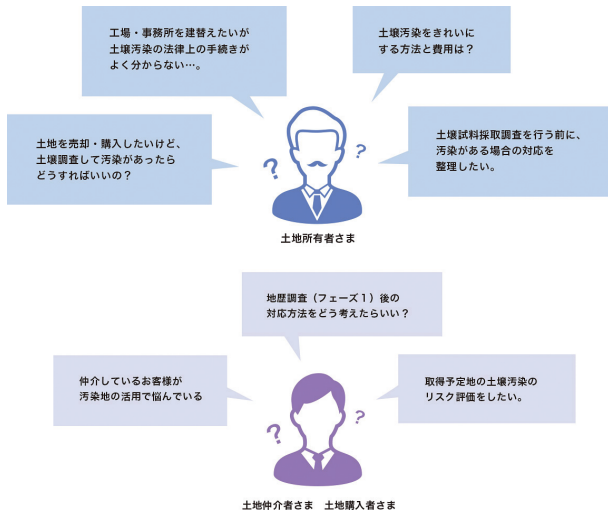 工場・事務所を建替えたいが
土壌汚染の法律上の手続きが
よく分からない…。
土壌汚染をきれいに
する方法と費用は？
土地を売却・購入したいけど、
土壌調査して汚染があったら
どうすればいいの？
土壌試料採取調査を行う前に、
汚染がある場合の対応を
整理したい。
? ?
土地所有者さま
地歴調査（フェーズ1）後の
対応方法をどう考えたらいい？
仲介しているお客様が
汚染地の活用で悩んでいる
取得予定地の土壌汚染の
リスク評価をしたい。
? ?
土地仲介者さま　土地購入者さま